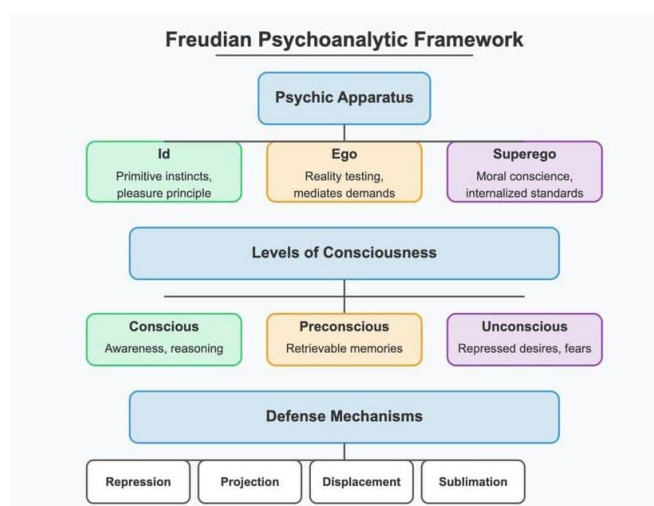 Freudian Psychoanalytic Framework
Psychic Apparatus
Id
Primitive instincts,
pleasure principle
Ego
Reality testing,
mediates demands
Superego
Moral conscience,
internalized standards
Levels of Consciousness
Conscious
Awareness, reasoning
Preconscious
Retrievable memories
Unconscious
Repressed desires, fears
Defense Mechanisms
Repression
Projection
Displacement
Sublimation